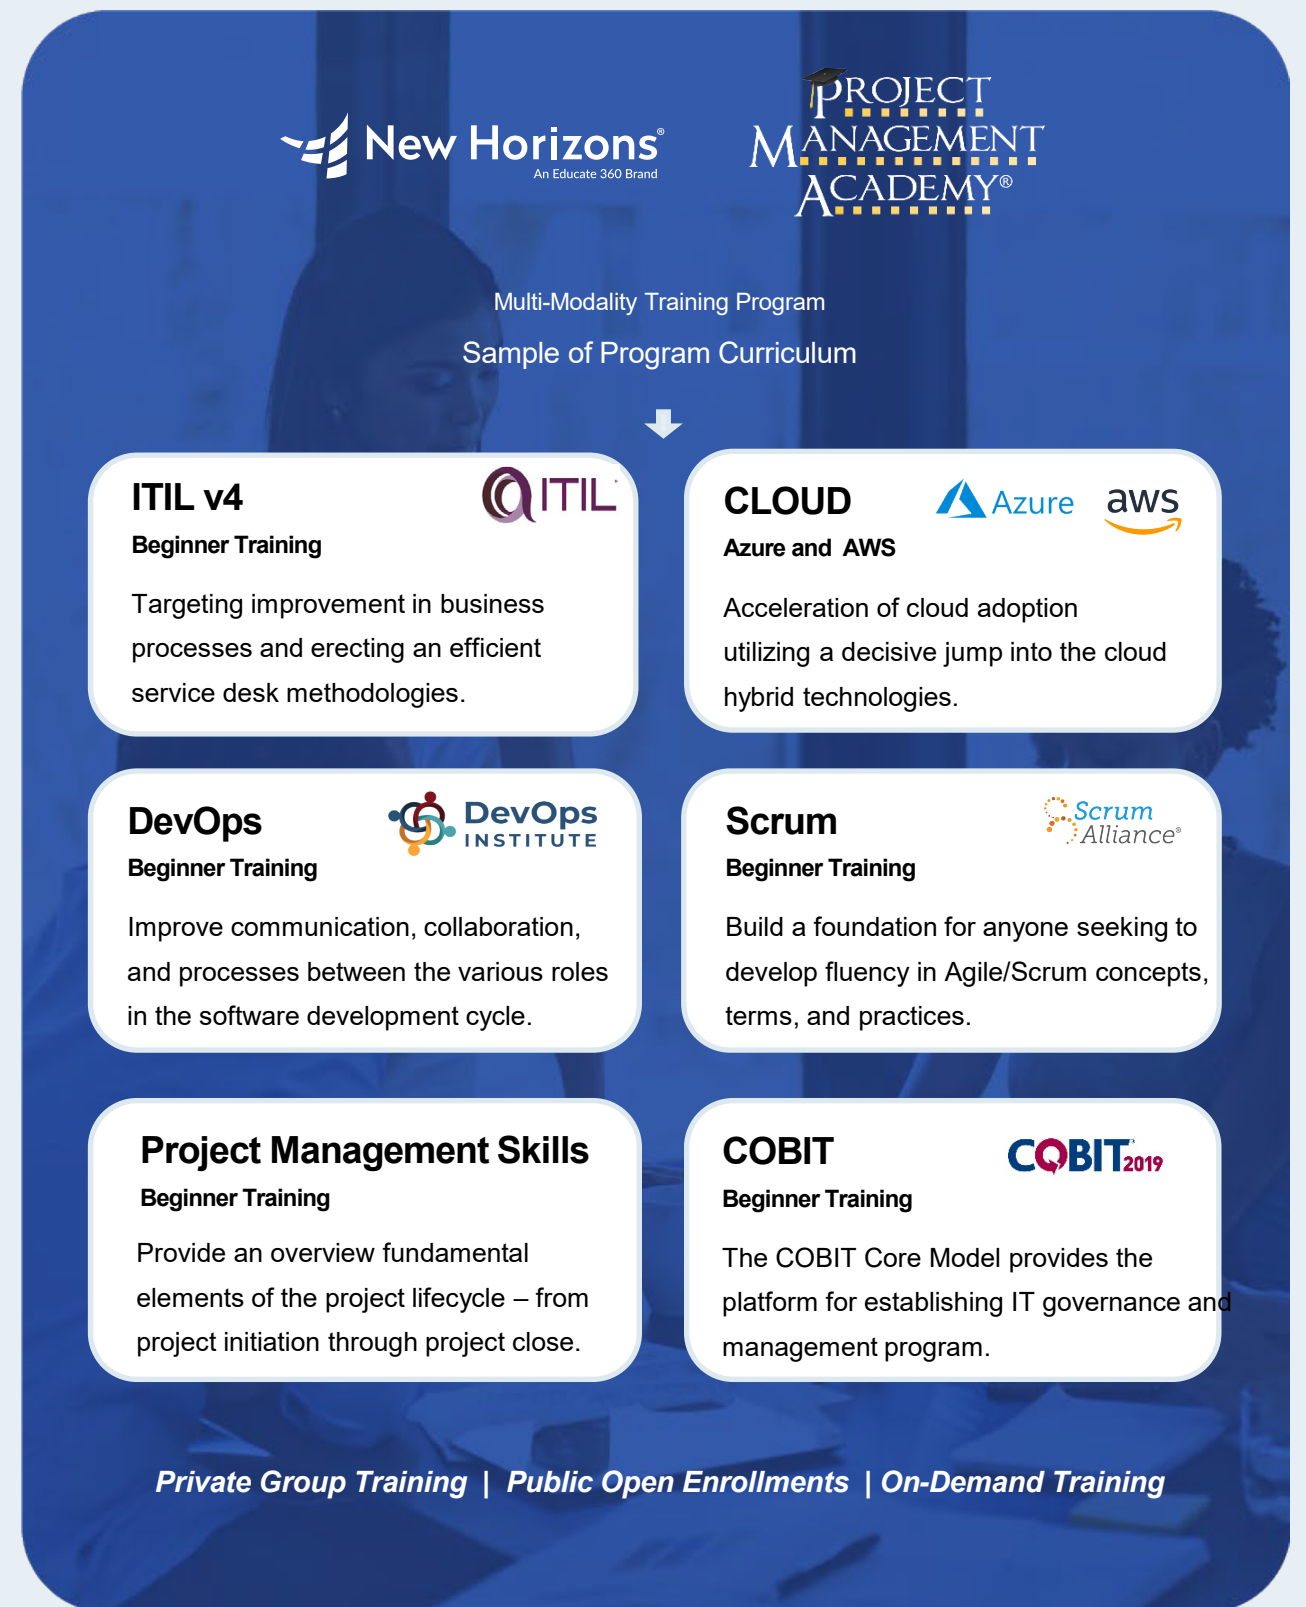 New Horizons®
An Educate 360 Brand
PROJECT
MANAGEMENT
ACADEMY®
Multi-Modality Training Program
Sample of Program Curriculum
ITIL v4
ITIL
Beginner Training
Targeting improvement in business
processes and erecting an efficient
service desk methodologies.
CLOUD
Azure
aws
Azure and AWS
Acceleration of cloud adoption
utilizing a decisive jump into the cloud
hybrid technologies.
DevOps
DevOps
INSTITUTE
Beginner Training
Improve communication, collaboration,
and processes between the various roles
in the software development cycle.
Scrum
Scrum
Alliance®
Beginner Training
Build a foundation for anyone seeking to
develop fluency in Agile/Scrum concepts,
terms, and practices.
Project Management Skills
Beginner Training
Provide an overview fundamental
elements of the project lifecycle – from
project initiation through project close.
COBIT
COBIT 2019
Beginner Training
The COBIT Core Model provides the
platform for establishing IT governance and
management program.
Private Group Training | Public Open Enrollments | On-Demand Training